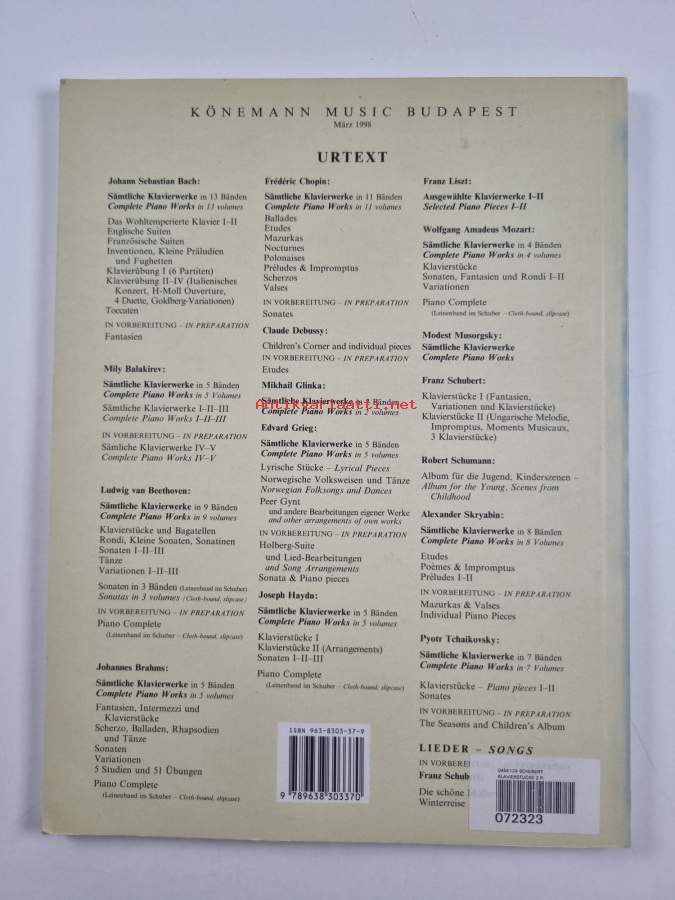 KÖNEMANN MUSIC BUDAPEST
März 1998
URTEXT
Johann Sebastian Bach:
Sämtliche Klavierwerke in 13 Bänden
Complete Piano Works in 13 volumes
Das Wohltemperierte Klavier I–II
Englische Suiten
Französische Suiten
Inventionen, Kleine Präludien
und Fughetten
Klavierübung I (6 Partiten)
Klavierübung II–IV (Italienisches
Konzert, H-Moll Ouverture,
4 Duette, Goldberg-Variationen)
Toccaten
IN VORBEREITUNG – IN PREPARATION
Fantasien
Mily Balakirev:
Sämtliche Klavierwerke in 5 Bänden
Complete Piano Works in 5 Volumes
Sämtliche Klavierwerke I–II–III
Complete Piano Works I–II–III
IN VORBEREITUNG – IN PREPARATION
Sämliche Klavierwerke IV–V
Complete Piano Works IV–V
Ludwig van Beethoven:
Sämtliche Klavierwerke in 9 Bänden
Complete Piano Works in 9 volumes
Klavierstücke und Bagatellen
Rondi, Kleine Sonaten, Sonatinen
Sonaten I–II–III
Tänze
Variationen I–II–III
Sonaten in 3 Bänden (Leinenband im Schuber)
Sonatas in 3 volumes (Cloth-bound, slipcase)
IN VORBEREITUNG – IN PREPARATION
Piano Complete
(Leinenband im Schuber – Cloth-bound, slipcase)
Johannes Brahms:
Sämtliche Klavierwerke in 5 Bänden
Complete Piano Works in 5 volumes
Fantasien, Intermezzi und
Klavierstücke
Scherzo, Balladen, Rhapsodien
und Tänze
Sonaten
Variationen
5 Studien und 51 Übungen
Piano Complete
(Leinenband im Schuber – Cloth-bound, slipcase)
Frédéric Chopin:
Sämtliche Klavierwerke in 11 Bänden
Complete Piano Works in 11 volumes
Ballades
Etudes
Mazurkas
Nocturnes
Polonaises
Préludes & Impromptus
Scherzos
Valses
IN VORBEREITUNG – IN PREPARATION
Sonates
Claude Debussy:
Children's Corner and individual pieces
IN VORBEREITUNG – IN PREPARATION
Etudes
Mikhail Glinka:
Sämtliche Klavierwerke in 2 Bänden
Complete Piano Works in 2 volumes
Antikvariaatti.net
Edvard Grieg:
Sämtliche Klavierwerke in 5 Bänden
Complete Piano Works in 5 volumes
Lyrische Stücke – Lyrical Pieces
Norwegische Volksweisen und Tänze
Norwegian Folksongs and Dances
Peer Gynt
und andere Bearbeitungen eigener Werke
and other arrangements of own works
IN VORBEREITUNG – IN PREPARATION
Holberg-Suite
und Lied-Bearbeitungen
and Song Arrangements
Sonata & Piano pieces
Joseph Haydn:
Sämtliche Klavierwerke in 5 Bänden
Complete Piano Works in 5 volumes
Klavierstücke I
Klavierstücke II (Arrangements)
Sonaten I–II–III
Piano Complete
(Leinenband im Schuber – Cloth-bound, slipcase)
ISBN 963-8303-37-9
9 789638 303370
Franz Liszt:
Ausgewählte Klavierwerke I–II
Selected Piano Pieces I–II
Wolfgang Amadeus Mozart:
Sämtliche Klavierwerke in 4 Bänden
Complete Piano Works in 4 volumes
Klavierstücke
Sonaten, Fantasien und Rondi I–II
Variationen
Piano Complete
(Leinenband im Schuber – Cloth-bound, slipcase)
Modest Musorgsky:
Sämtliche Klavierwerke
Complete Piano Works
Franz Schubert:
Klavierstücke I (Fantasien,
Variationen und Klavierstücke)
Klavierstücke II (Ungarische Melodie,
Impromptus, Moments Musicaux,
3 Klavierstücke)
Robert Schumann:
Album für die Jugend, Kinderszenen –
Album for the Young, Scenes from
Childhood
Alexander Skryabin:
Sämtliche Klavierwerke in 8 Bänden
Complete Piano Works in 8 Volumes
Etudes
Poèmes & Impromptus
Préludes I–II
IN VORBEREITUNG – IN PREPARATION
Mazurkas & Valses
Individual Piano Pieces
Pyotr Tchaikovsky:
Sämtliche Klavierwerke in 7 Bänden
Complete Piano Works in 7 Volumes
Klavierstücke – Piano pieces I–II
Sonates
IN VORBEREITUNG – IN PREPARATION
The Seasons and Children's Album
LIEDER – SONGS
IN VORBEREI
Franz Schub
Die schöne
Winterreise
SCHUBERT
KLAVIERSTÜCKE 2 P.
072323